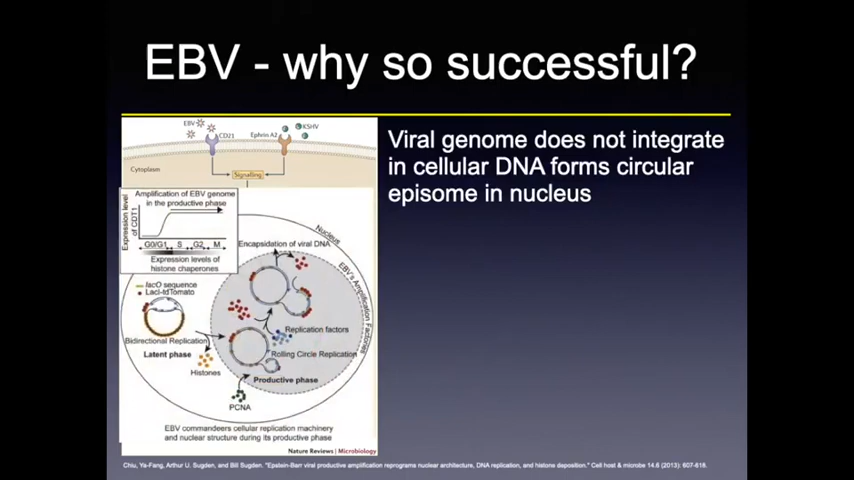 EBV - why so successful?
Viral genome does not integrate
in cellular DNA forms circular
episome in nucleus
EBV
CD21
Ephrin A2
KSHV
Cytoplasm
Signalling
Amplification of EBV genome
in the productive phase
Expression level
of CDT1
G0/G1 S G2 M
Expression levels of
histone chaperones
Nucleus
Encapsidation of viral DNA
EBV's Amplification Factories
lacO sequence
LacI-tdTomato
Bidirectional Replication
Latent phase
Histones
Replication factors
Rolling Circle Replication
Productive phase
PCNA
EBV commandeers cellular replication machinery
and nuclear structure during its productive phase
Nature Reviews | Microbiology
Chiu, Ya-Fang, Arthur U. Sugden, and Bill Sugden. "Epstein-Barr viral productive amplification reprograms nuclear architecture, DNA replication, and histone deposition." Cell host & microbe 14.6 (2013): 607-618.